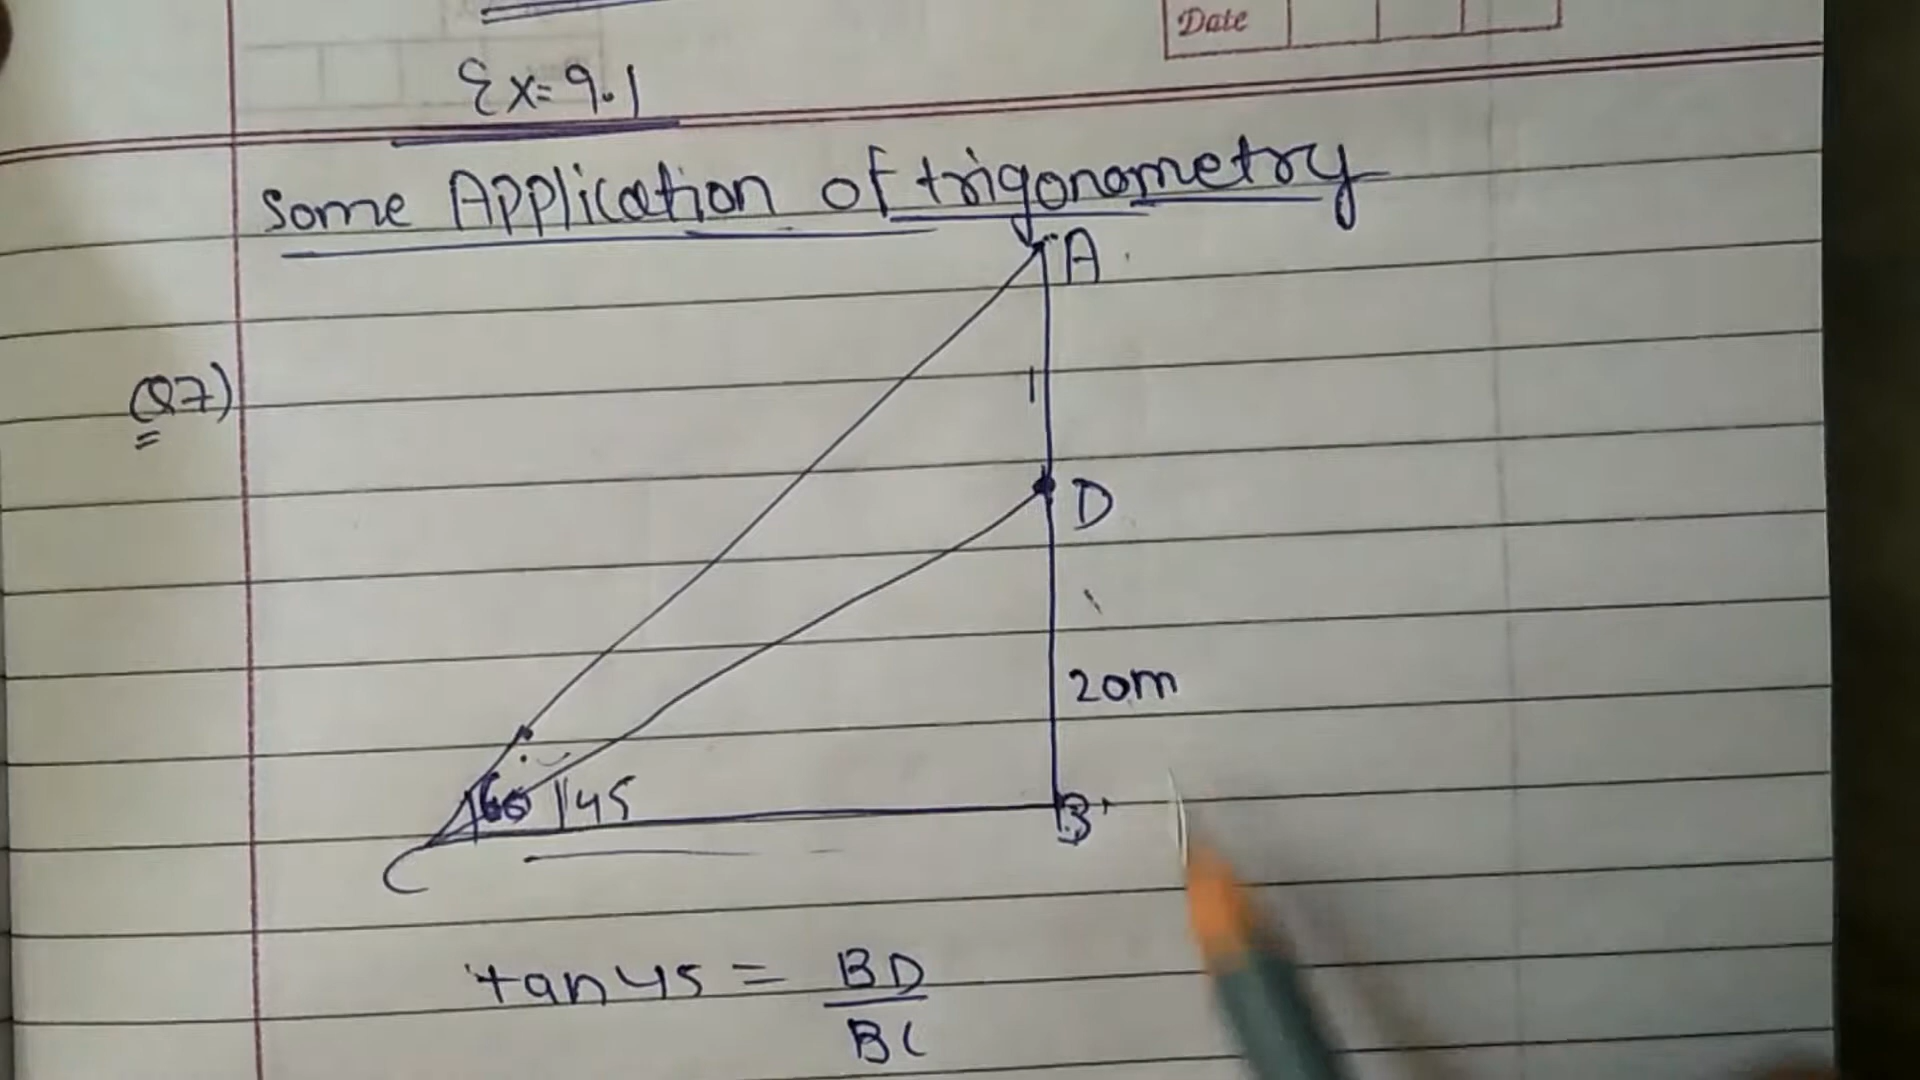 Date
Ex=9.1
Some Application of trigonometry
A
Q7)
D
20m
60 45
B
C
tan45 = BD
BC